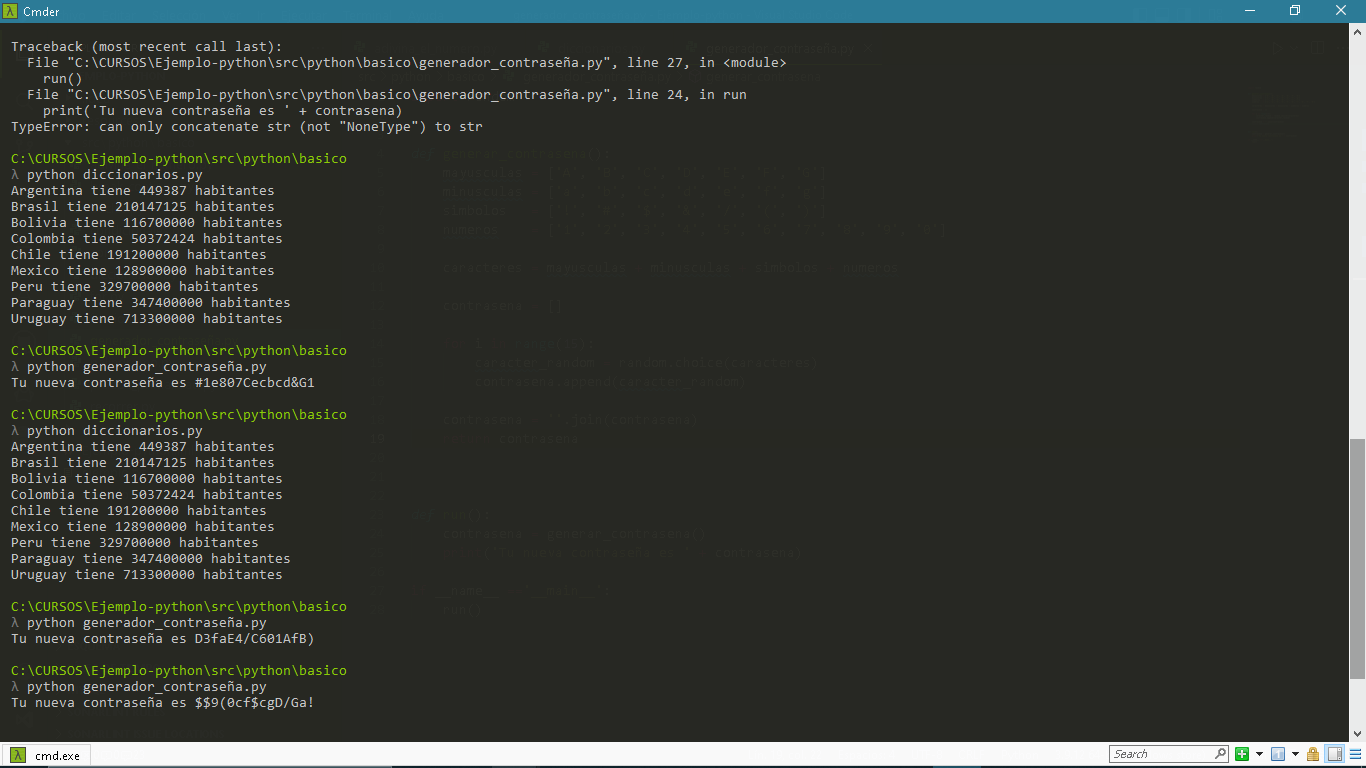 Cmder
Traceback (most recent call last):
  File "C:\CURSOS\Ejemplo-python\src\python\basico\generador_contraseña.py", line 27, in <module>
    run()
  File "C:\CURSOS\Ejemplo-python\src\python\basico\generador_contraseña.py", line 24, in run
    print('Tu nueva contraseña es ' + contrasena)
TypeError: can only concatenate str (not "NoneType") to str
C:\CURSOS\Ejemplo-python\src\python\basico
λ python diccionarios.py
Argentina tiene 449387 habitantes
Brasil tiene 210147125 habitantes
Bolivia tiene 116700000 habitantes
Colombia tiene 50372424 habitantes
Chile tiene 191200000 habitantes
Mexico tiene 128900000 habitantes
Peru tiene 329700000 habitantes
Paraguay tiene 347400000 habitantes
Uruguay tiene 713300000 habitantes
C:\CURSOS\Ejemplo-python\src\python\basico
λ python generador_contraseña.py
Tu nueva contraseña es #1e807Cecbcd&G1
C:\CURSOS\Ejemplo-python\src\python\basico
λ python diccionarios.py
Argentina tiene 449387 habitantes
Brasil tiene 210147125 habitantes
Bolivia tiene 116700000 habitantes
Colombia tiene 50372424 habitantes
Chile tiene 191200000 habitantes
Mexico tiene 128900000 habitantes
Peru tiene 329700000 habitantes
Paraguay tiene 347400000 habitantes
Uruguay tiene 713300000 habitantes
C:\CURSOS\Ejemplo-python\src\python\basico
λ python generador_contraseña.py
Tu nueva contraseña es D3faE4/C601AfB)
C:\CURSOS\Ejemplo-python\src\python\basico
λ python generador_contraseña.py
Tu nueva contraseña es $$9(0cf$cgD/Ga!
cmd.exe
Search